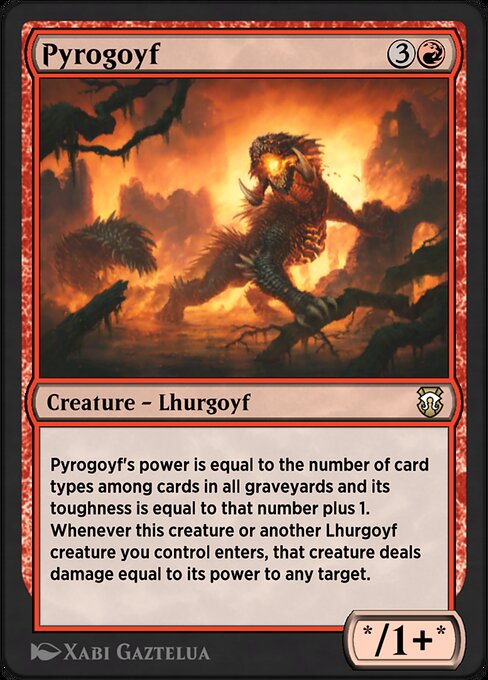 Pyrogoyf 3
Creature – Lhurgoyf
Pyrogoyf's power is equal to the number of card
types among cards in all graveyards and its
toughness is equal to that number plus 1.
Whenever this creature or another Lhurgoyf
creature you control enters, that creature deals
damage equal to its power to any target.
*/1+*
Xabi Gaztelua